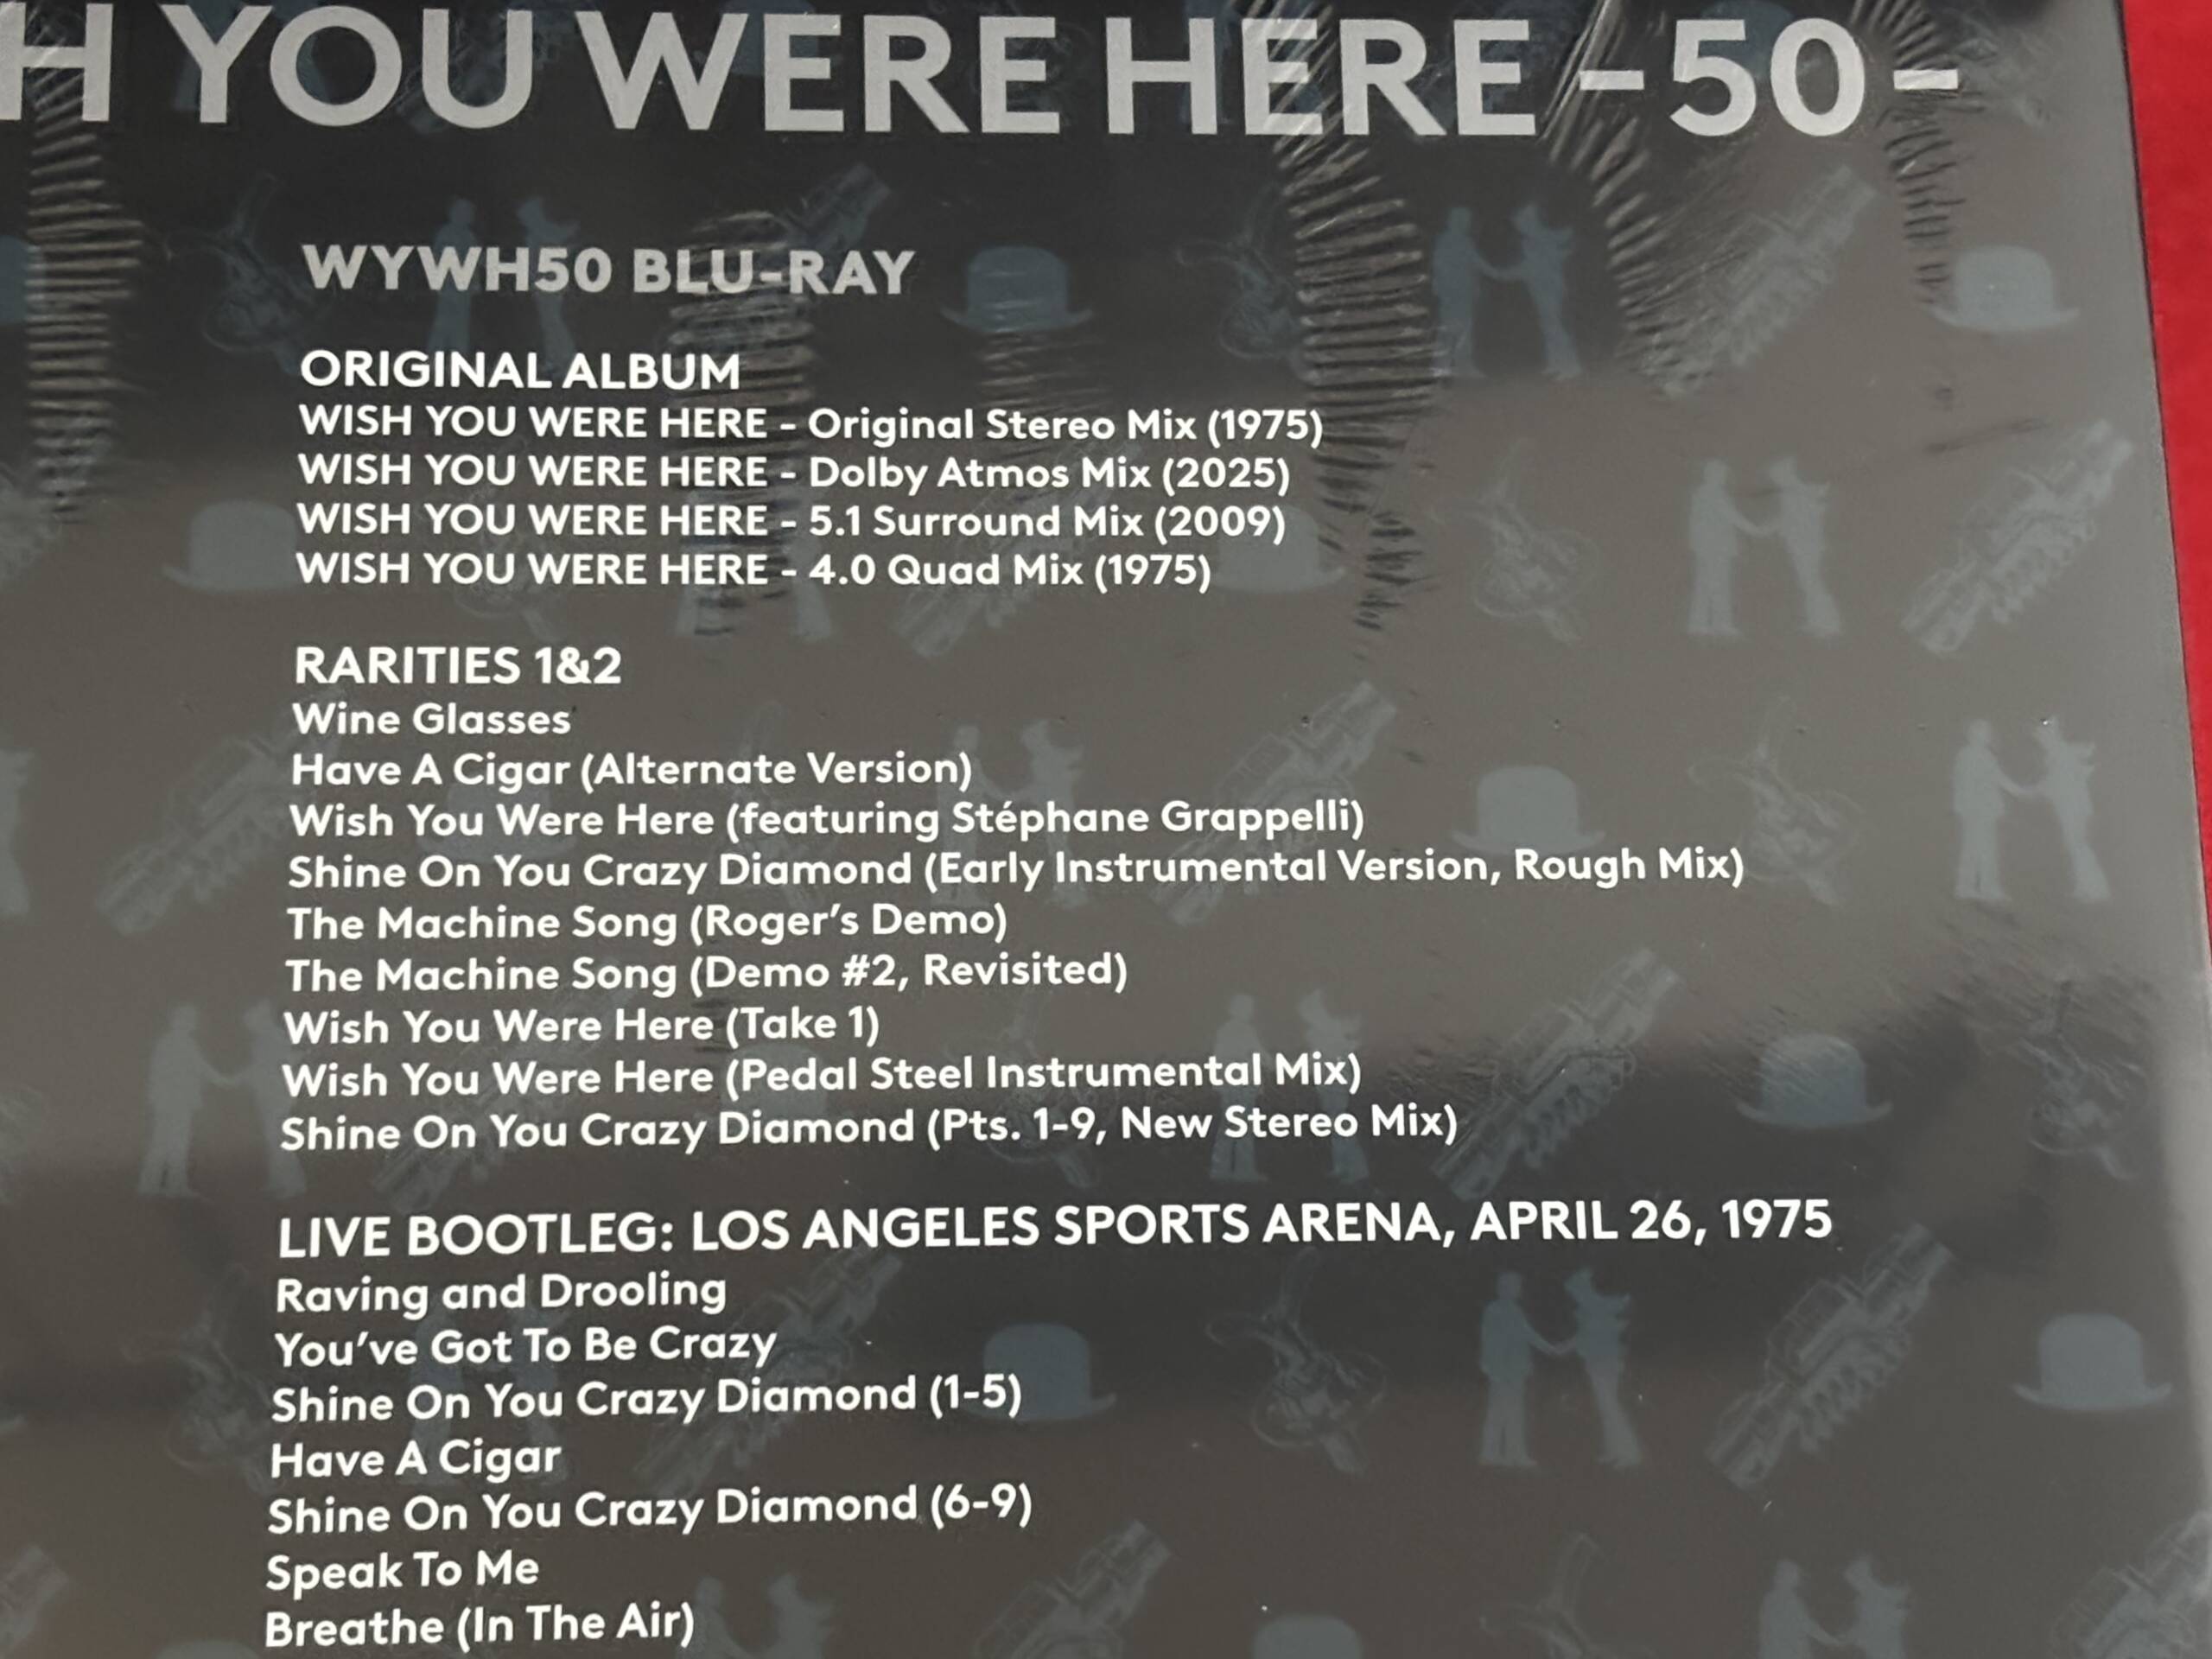 H YOU WERE HERE -50-
WYWH50 BLU-RAY
ORIGINAL ALBUM
WISH YOU WERE HERE - Original Stereo Mix (1975)
WISH YOU WERE HERE - Dolby Atmos Mix (2025)
WISH YOU WERE HERE - 5.1 Surround Mix (2009)
WISH YOU WERE HERE - 4.0 Quad Mix (1975)
RARITIES 1&2
Wine Glasses
Have A Cigar (Alternate Version)
Wish You Were Here (featuring Stéphane Grappelli)
Shine On You Crazy Diamond (Early Instrumental Version, Rough Mix)
The Machine Song (Roger's Demo)
The Machine Song (Demo #2, Revisited)
Wish You Were Here (Take 1)
Wish You Were Here (Pedal Steel Instrumental Mix)
Shine On You Crazy Diamond (Pts. 1-9, New Stereo Mix)
LIVE BOOTLEG: LOS ANGELES SPORTS ARENA, APRIL 26, 1975
Raving and Drooling
You've Got To Be Crazy
Shine On You Crazy Diamond (1-5)
Have A Cigar
Shine On You Crazy Diamond (6-9)
Speak To Me
Breathe (In The Air)